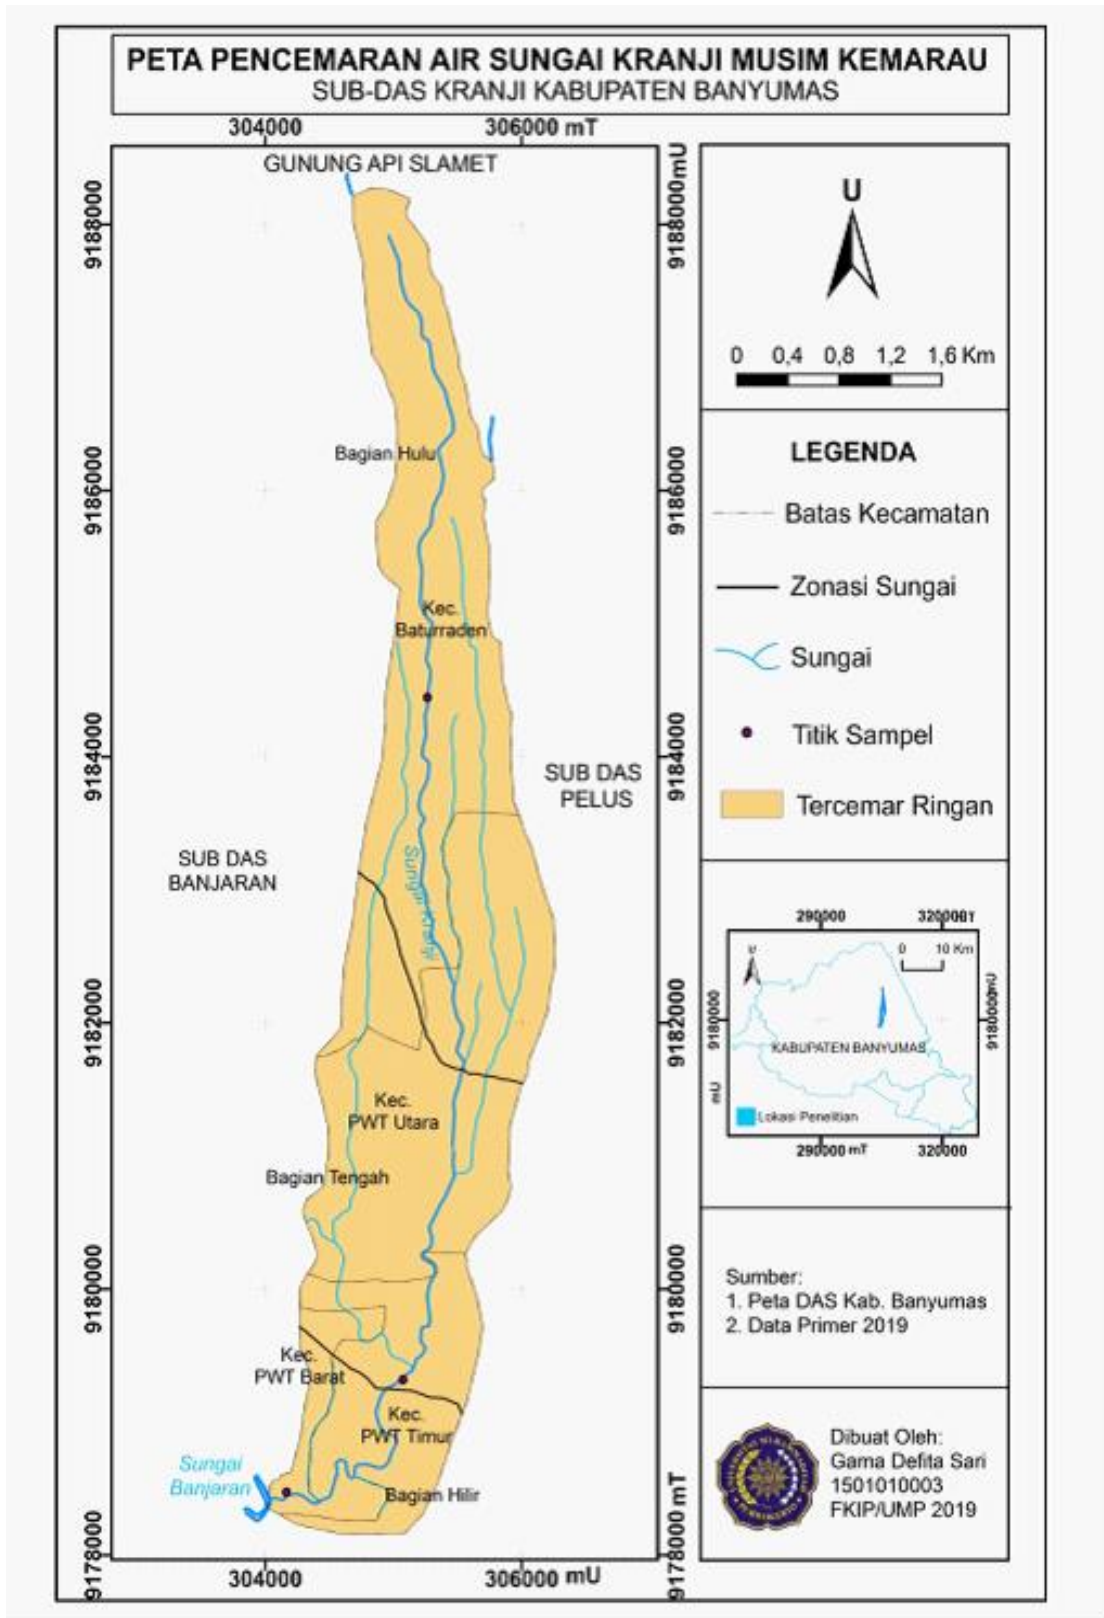 PETA PENCEMARAN AIR SUNGAI KRANJI MUSIM KEMARAU
SUB-DAS KRANJI KABUPATEN BANYUMAS
304000
306000 mT
GUNUNG API SLAMET
9188000
9188000mU
Bagian Hulu
9186000
9186000
Kec.
Baturraden
9184000
9184000
SUB DAS
PELUS
SUB DAS
BANJARAN
Sungai Kranji
9182000
9182000
Kec.
PWT Utara
Bagian Tengah
9180000
9180000
Kec.
PWT Barat
Kec.
PWT Timur
Sungai
Banjaran
Bagian Hilir
9178000
9178000 mT
304000
306000 mU
U
0 0,4 0,8 1,2 1,6 Km
LEGENDA
Batas Kecamatan
Zonasi Sungai
Sungai
Titik Sampel
Tercemar Ringan
290000
320000
U
0 10 Km
9180000
mU
9180000mU
KABUPATEN BANYUMAS
Lokasi Penelitian
290000 mT
320000
Sumber:
1. Peta DAS Kab. Banyumas
2. Data Primer 2019
Dibuat Oleh:
Gama Defita Sari
1501010003
FKIP/UMP 2019